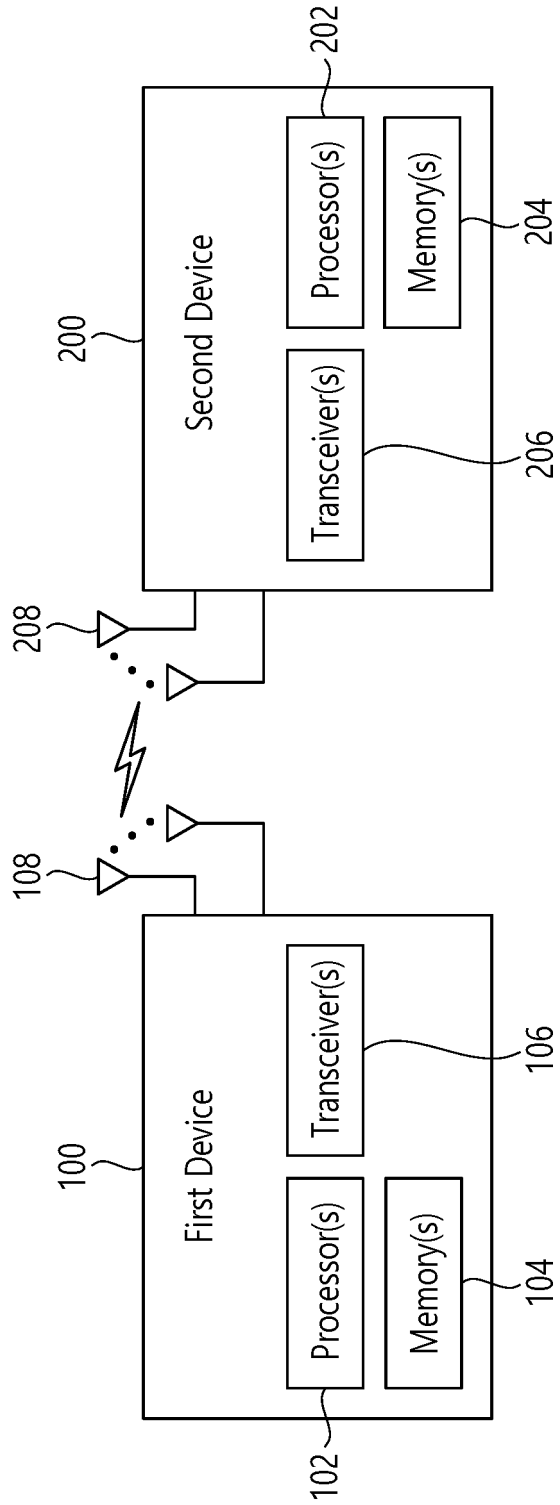 100
First Device
Processor(s)
Transceiver(s)
Memory(s)
102
104
106
108
208
200
Second Device
Transceiver(s)
Processor(s)
Memory(s)
206
204
202